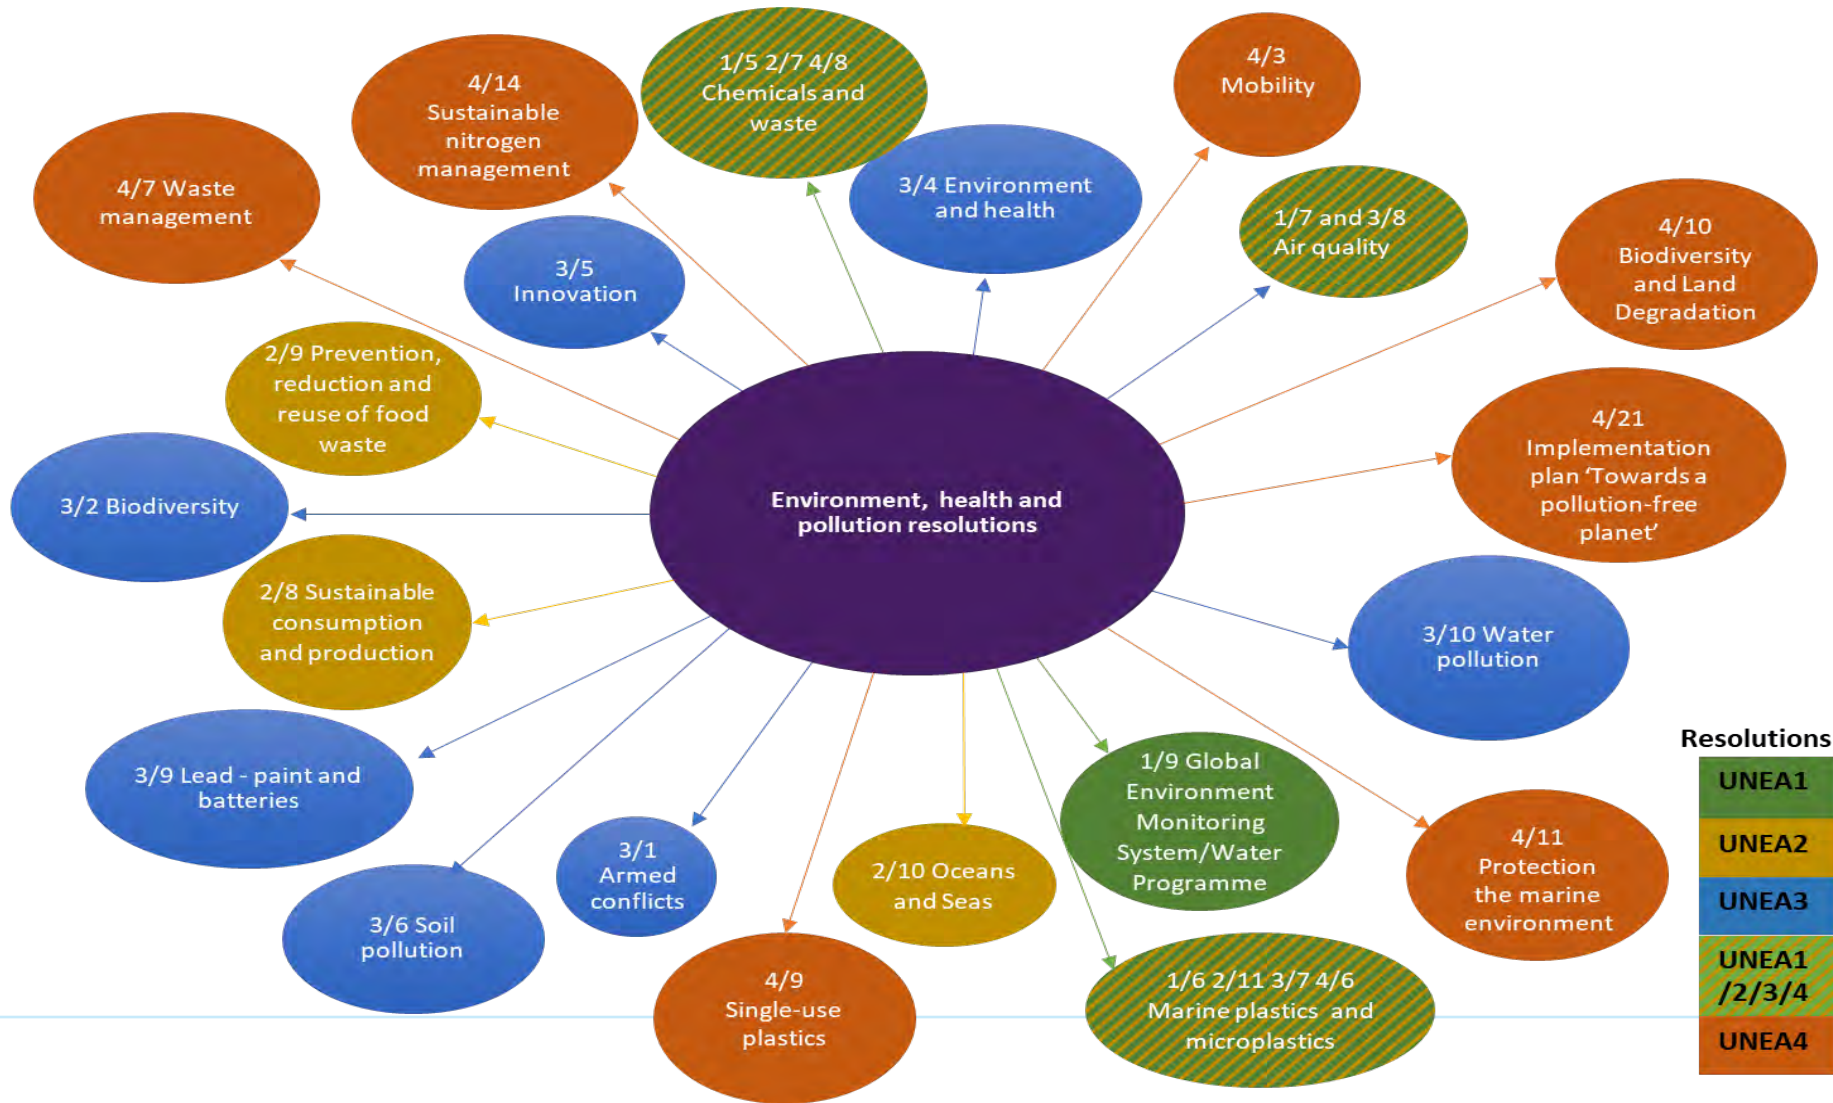 1/5 2/7 4/8
Chemicals and
waste
4/3
Mobility
4/14
Sustainable
nitrogen
management
4/7 Waste
management
3/4 Environment
and health
1/7 and 3/8
Air quality
4/10
Biodiversity
and Land
Degradation
3/5
Innovation
2/9 Prevention,
reduction and
reuse of food
waste
4/21
Implementation
plan ‘Towards a
pollution-free
planet’
3/2 Biodiversity
Environment, health and
pollution resolutions
2/8 Sustainable
consumption
and production
3/10 Water
pollution
3/9 Lead - paint and
batteries
1/9 Global
Environment
Monitoring
System/Water
Programme
3/1
Armed
conflicts
2/10 Oceans
and Seas
4/11
Protection
the marine
environment
3/6 Soil
pollution
4/9
Single-use
plastics
1/6 2/11 3/7 4/6
Marine plastics and
microplastics
Resolutions
UNEA1
UNEA2
UNEA3
UNEA1
/2/3/4
UNEA4